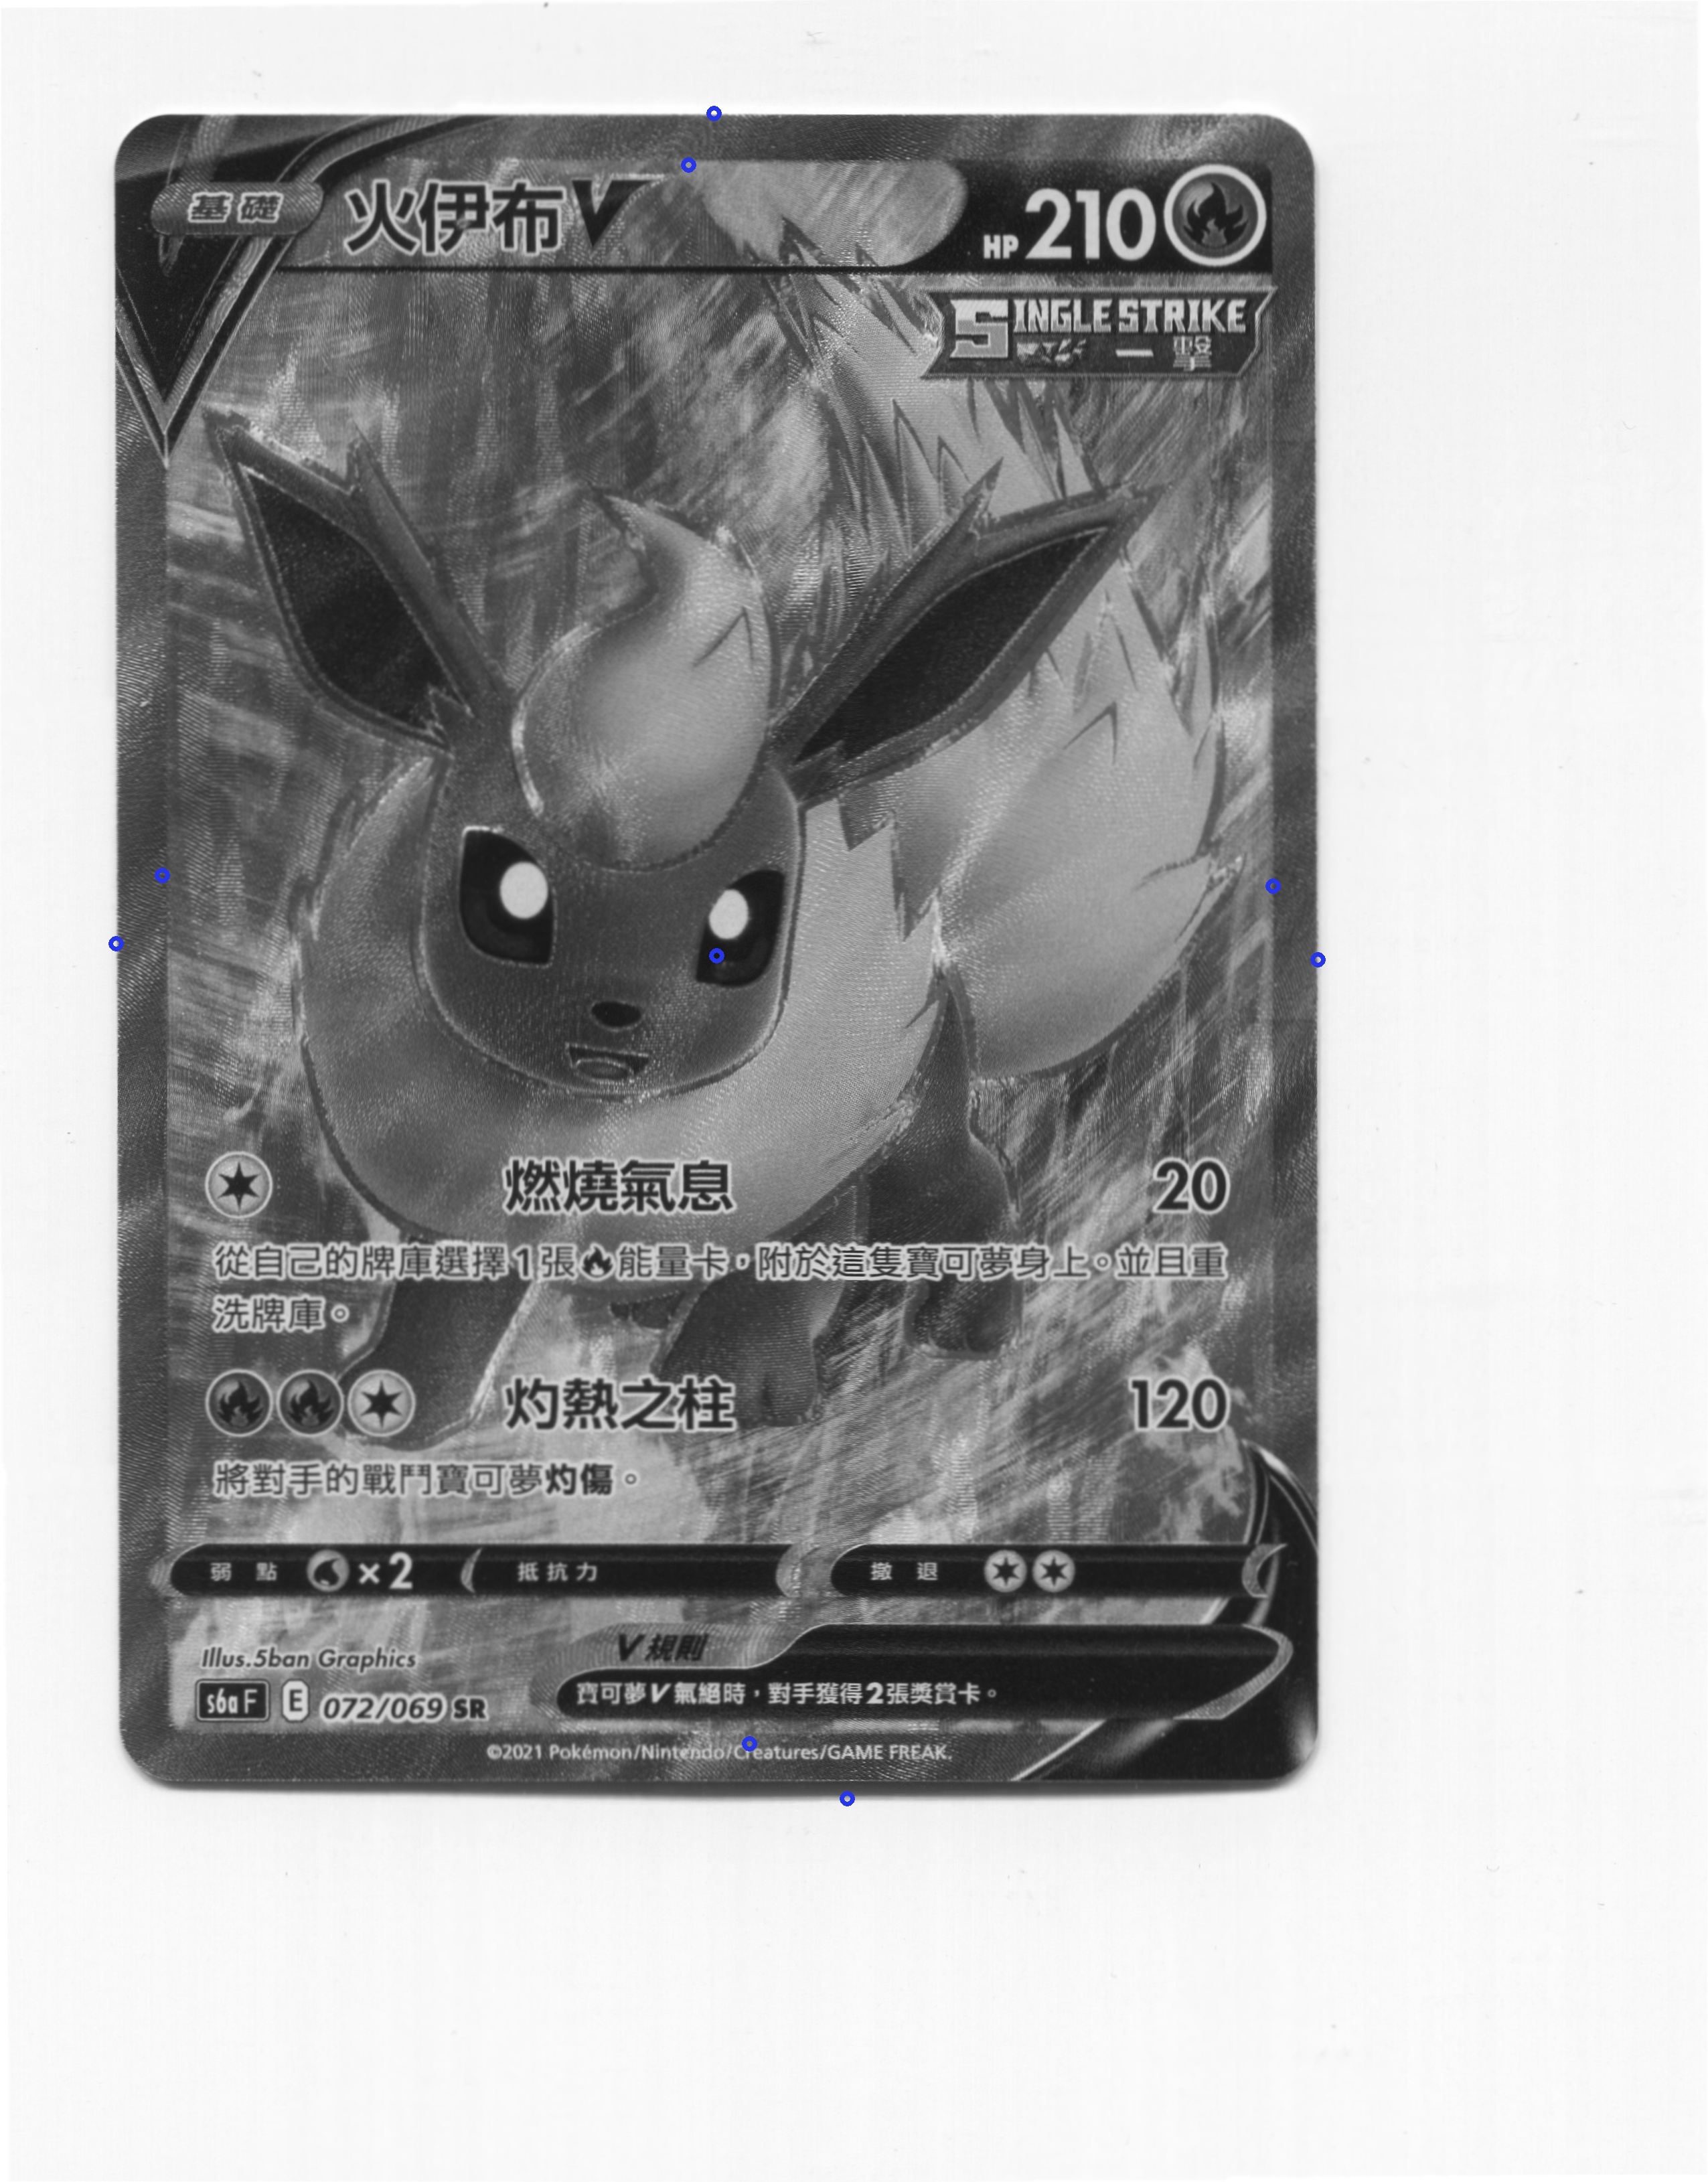 基礎 火伊布V HP 210
SINGLE STRIKE
一擊
燃燒氣息 20
從自己的牌庫選擇1張能量卡，附於這隻寶可夢身上。並且重
洗牌庫。
灼熱之柱 120
將對手的戰鬥寶可夢灼傷。
弱點 ×2 抵抗力 撤退
Illus.5ban Graphics
V規則
s6a F E 072/069 SR
寶可夢V氣絕時，對手獲得2張獎賞卡。
©2021 Pokémon/Nintendo/Creatures/GAME FREAK.